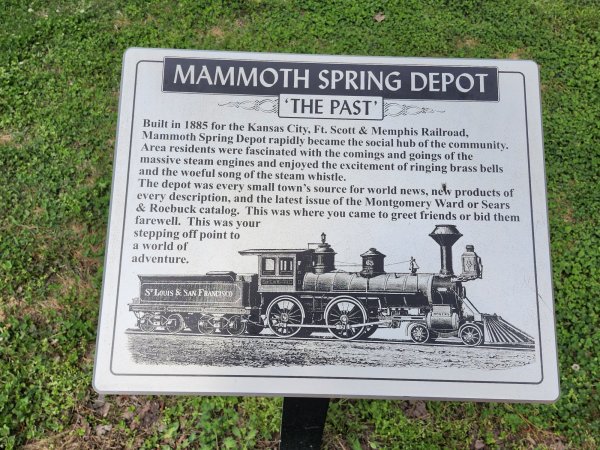 MAMMOTH SPRING DEPOT
'THE PAST'
Built in 1885 for the Kansas City, Ft. Scott & Memphis Railroad,
Mammoth Spring Depot rapidly became the social hub of the community.
Area residents were fascinated with the comings and goings of the
massive steam engines and enjoyed the excitement of ringing brass bells
and the woeful song of the steam whistle.
The depot was every small town's source for world news, new products of
every description, and the latest issue of the Montgomery Ward or Sears
& Roebuck catalog. This was where you came to greet friends or bid them
farewell. This was your
stepping off point to
a world of
adventure.
ST LOUIS & SAN FRANCISCO